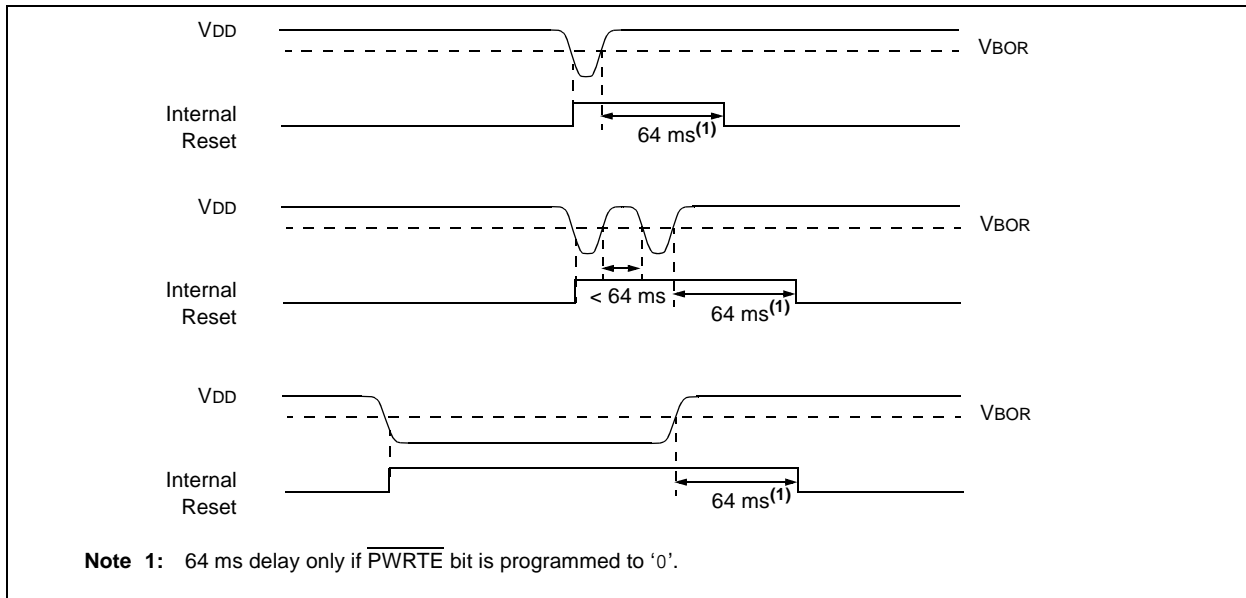 VDD
VBOR
Internal
Reset
64 ms(1)
VDD
VBOR
Internal
Reset
< 64 ms
64 ms(1)
VDD
VBOR
Internal
Reset
64 ms(1)
Note 1: 64 ms delay only if P̅W̅R̅T̅E̅ bit is programmed to ‘0’.